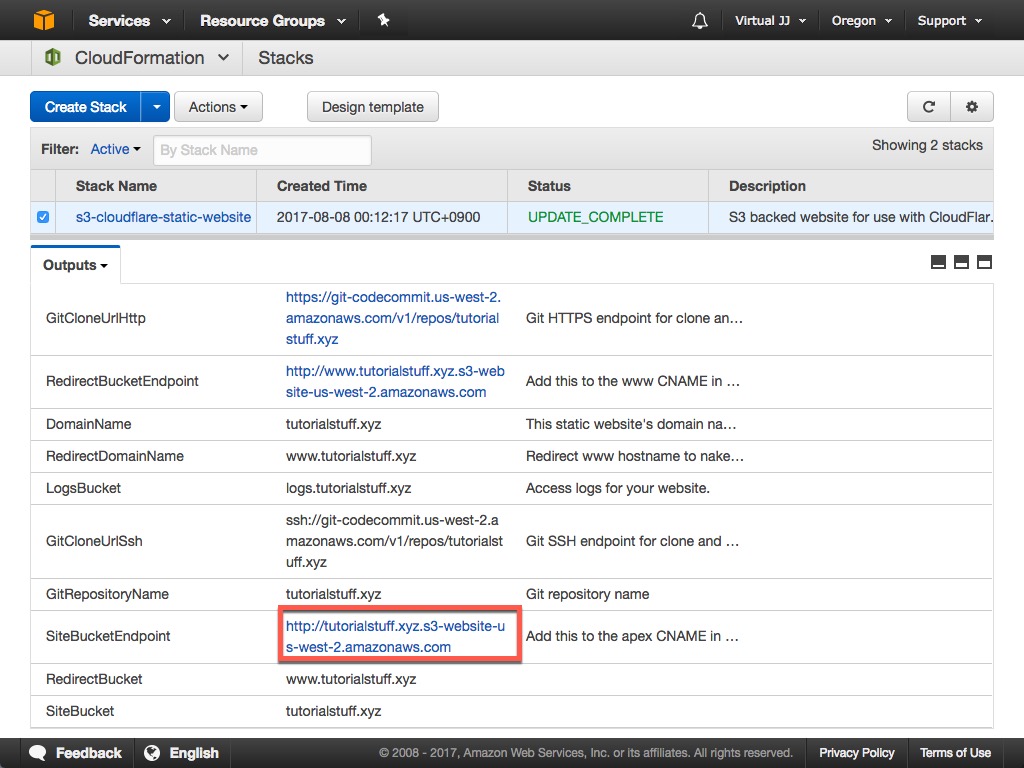 Services Resource Groups Virtual JJ Oregon Support
CloudFormation Stacks
Create Stack Actions Design template
Filter: Active By Stack Name Showing 2 stacks
Stack Name Created Time Status Description
s3-cloudflare-static-website 2017-08-08 00:12:17 UTC+0900 UPDATE_COMPLETE S3 backed website for use with CloudFlar.
Outputs
https://git-codecommit.us-west-2.
GitCloneUrlHttp amazonaws.com/v1/repos/tutorial Git HTTPS endpoint for clone an…
stuff.xyz
http://www.tutorialstuff.xyz.s3-web
RedirectBucketEndpoint Add this to the www CNAME in …
site-us-west-2.amazonaws.com
DomainName tutorialstuff.xyz This static website's domain na…
RedirectDomainName www.tutorialstuff.xyz Redirect www hostname to nake…
LogsBucket logs.tutorialstuff.xyz Access logs for your website.
ssh://git-codecommit.us-west-2.a
GitCloneUrlSsh mazonaws.com/v1/repos/tutorialst Git SSH endpoint for clone and …
uff.xyz
GitRepositoryName tutorialstuff.xyz Git repository name
http://tutorialstuff.xyz.s3-website-u
SiteBucketEndpoint Add this to the apex CNAME in …
s-west-2.amazonaws.com
RedirectBucket www.tutorialstuff.xyz
SiteBucket tutorialstuff.xyz
Feedback English © 2008 - 2017, Amazon Web Services, Inc. or its affiliates. All rights reserved. Privacy Policy Terms of Use